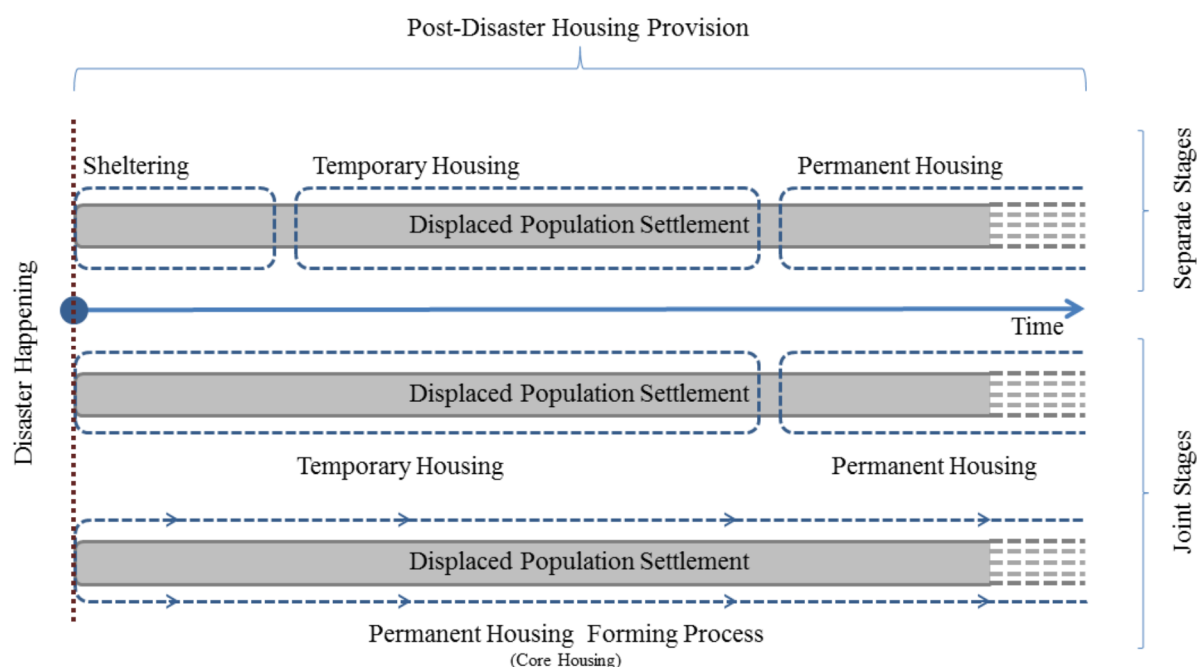 Post-Disaster Housing Provision
Sheltering
Temporary Housing
Permanent Housing
Displaced Population Settlement
Separate Stages
Disaster Happening
Time
Displaced Population Settlement
Temporary Housing
Permanent Housing
Joint Stages
Displaced Population Settlement
Permanent Housing Forming Process
(Core Housing)